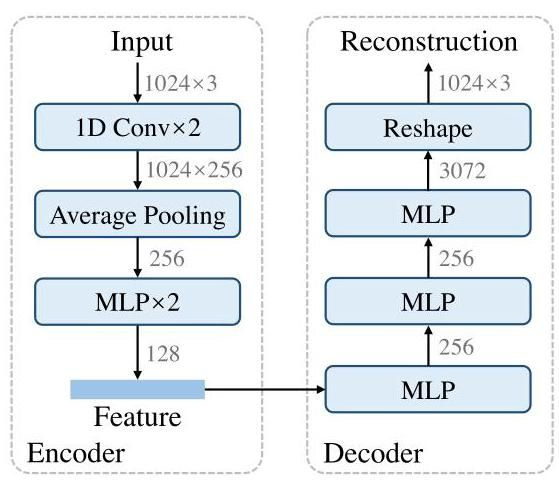 Input
1024×3
1D Conv×2
1024×256
Average Pooling
256
MLP×2
128
Feature
Encoder
Reconstruction
1024×3
Reshape
3072
MLP
256
MLP
256
MLP
Decoder